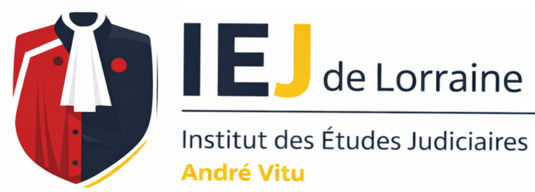 IEJ de Lorraine
Institut des Études Judiciaires
André Vitu